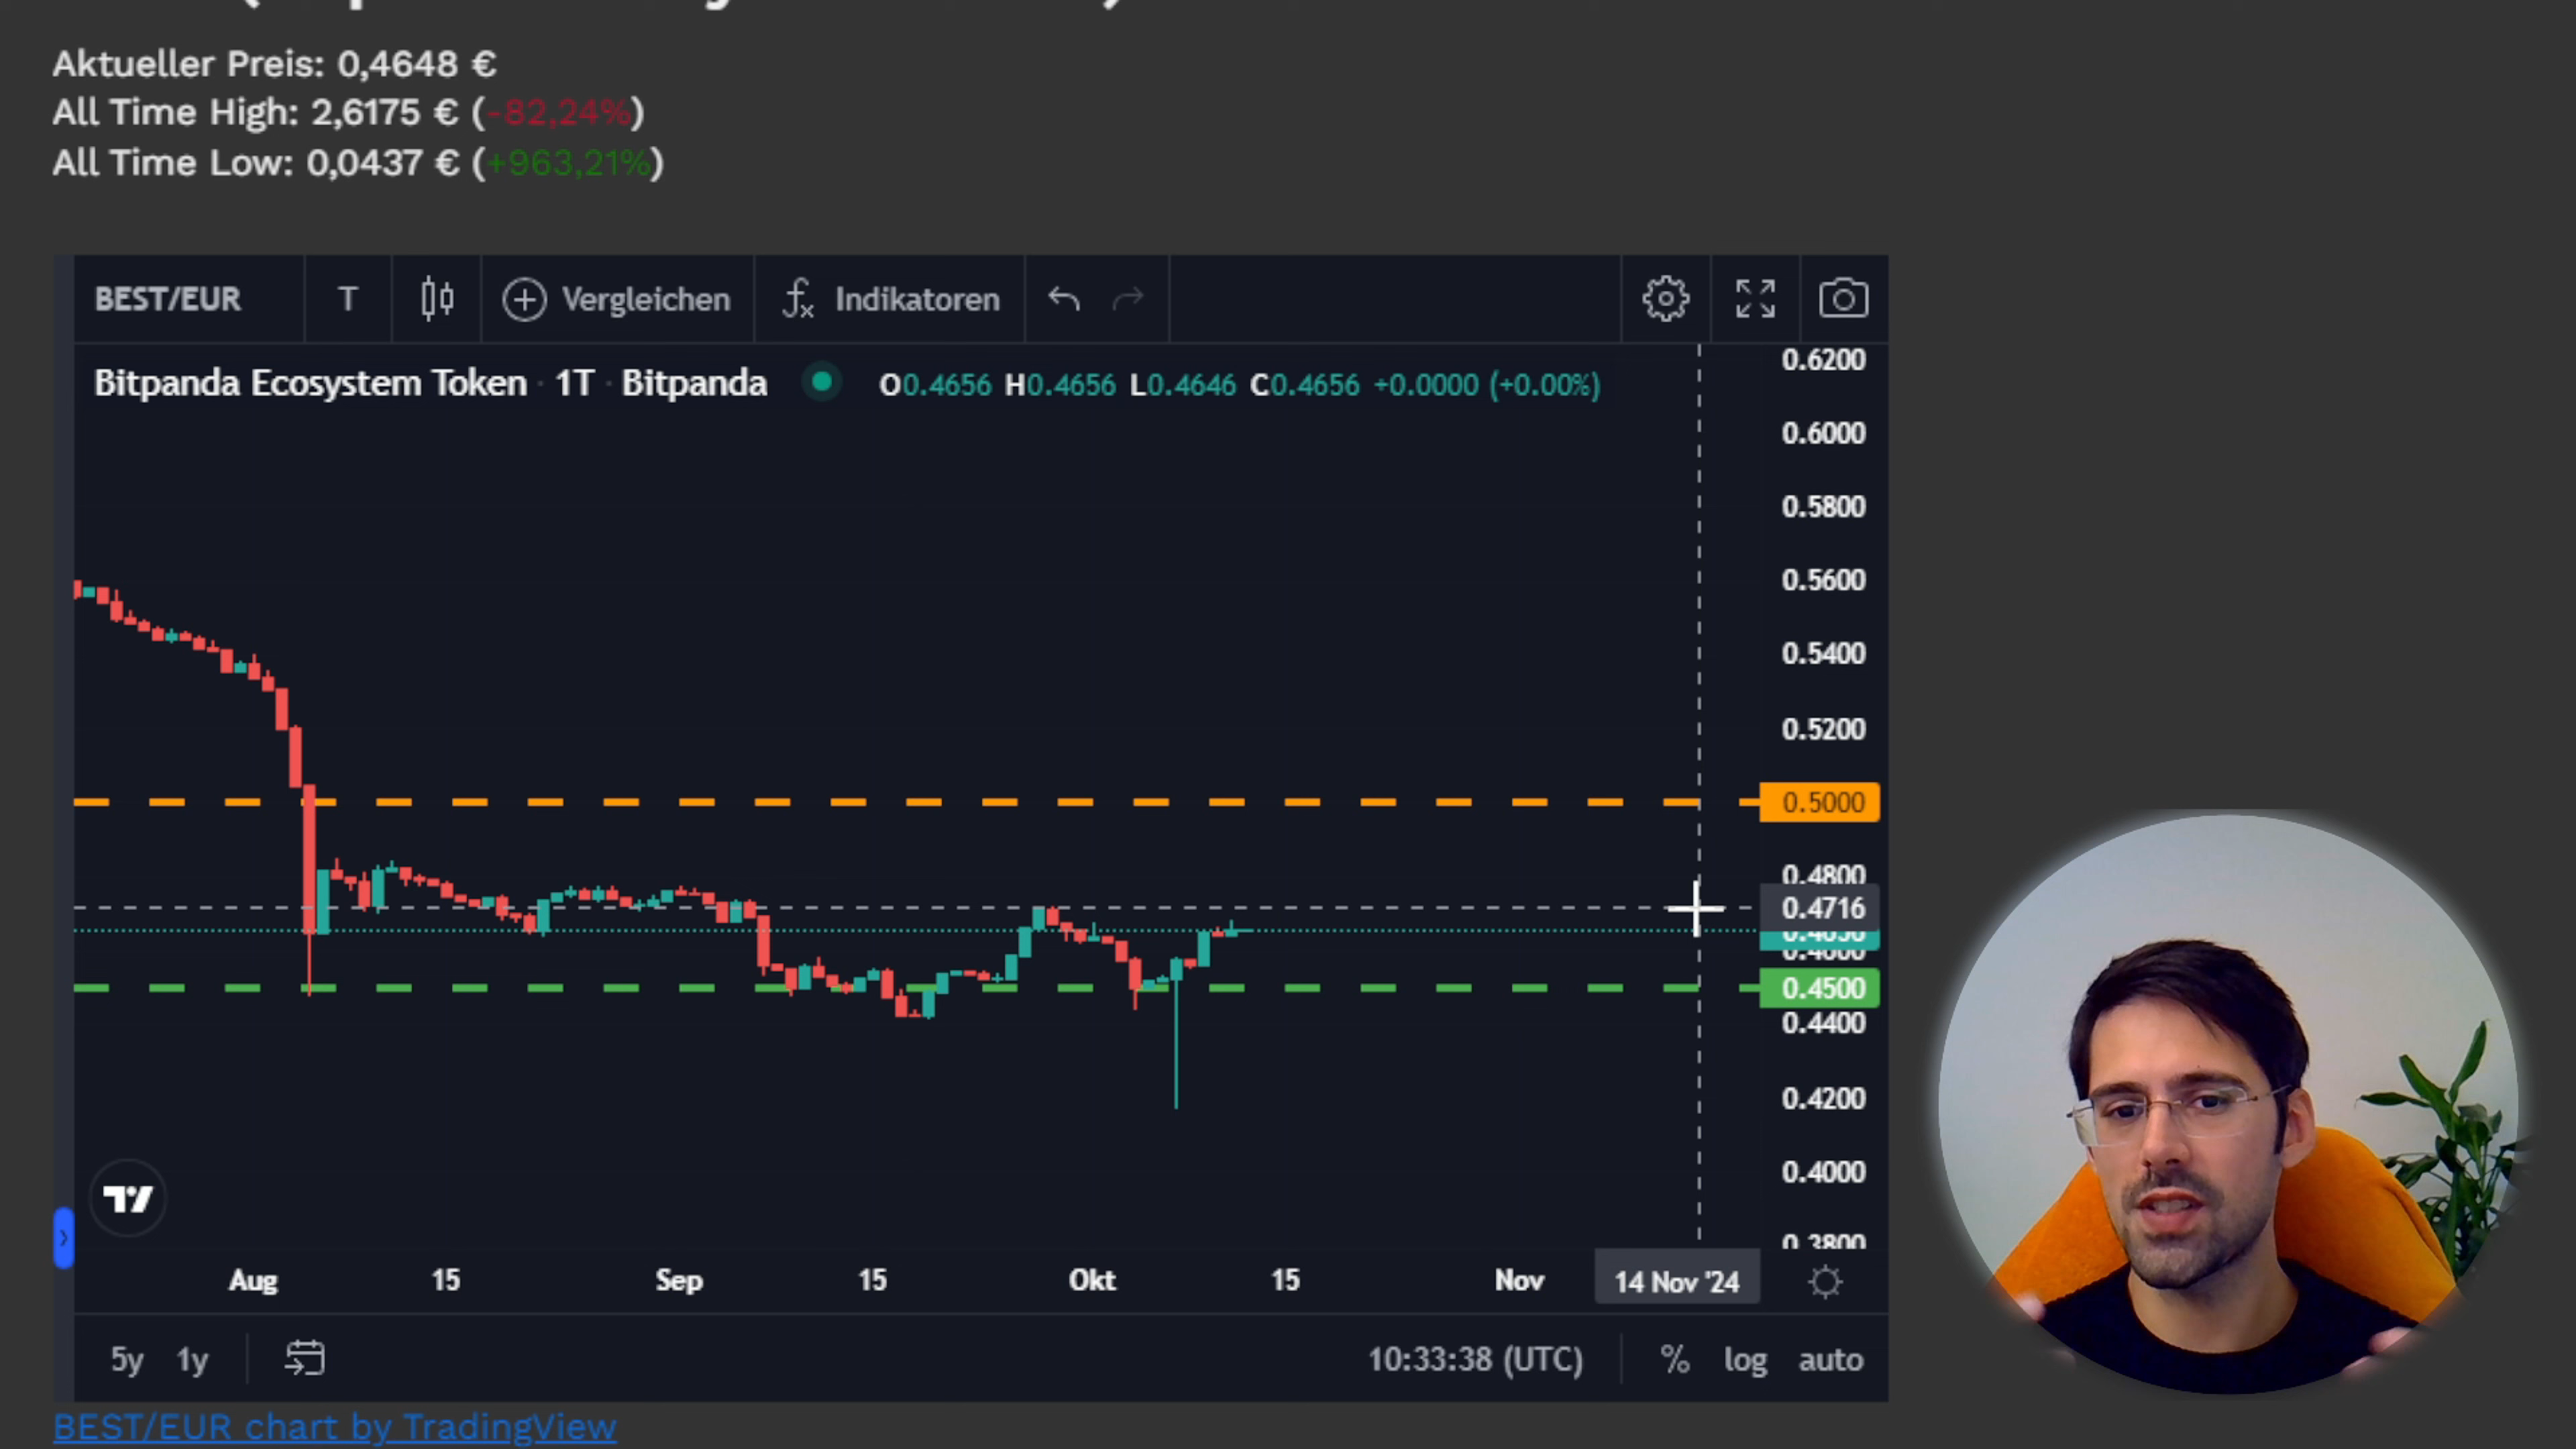 Aktueller Preis: 0,4648 €
All Time High: 2,6175 € (-82,24%)
All Time Low: 0,0437 € (+963,21%)
BEST/EUR T Vergleichen Indikatoren
Bitpanda Ecosystem Token · 1T · Bitpanda O0.4656 H0.4656 L0.4646 C0.4656 +0.0000 (+0.00%)
0.6200
0.6000
0.5800
0.5600
0.5400
0.5200
0.5000
0.4800
0.4716
0.4500
0.4400
0.4200
0.4000
0.3800
Aug 15 Sep 15 Okt 15 Nov 14 Nov '24
5y 1y 10:33:38 (UTC) % log auto
BEST/EUR chart by TradingView